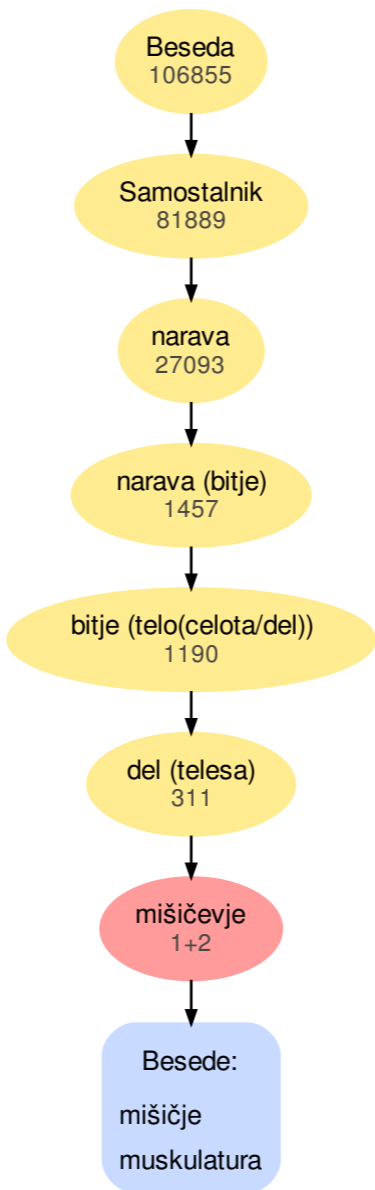 Beseda
106855
Samostalnik
81889
narava
27093
narava (bitje)
1457
bitje (telo(celota/del))
1190
del (telesa)
311
mišičevje
1+2
Besede:
mišičje
muskulatura